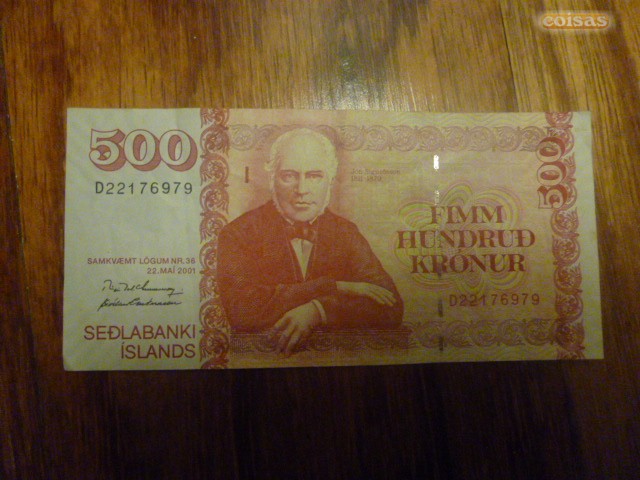 coisas
500
D22176979
SAMKVÆMT LÖGUM NR.36
22.MAÍ 2001
SEÐLABANKI
ÍSLANDS
500
FIMM
HUNDRUÐ
KRÓNUR
D22176979